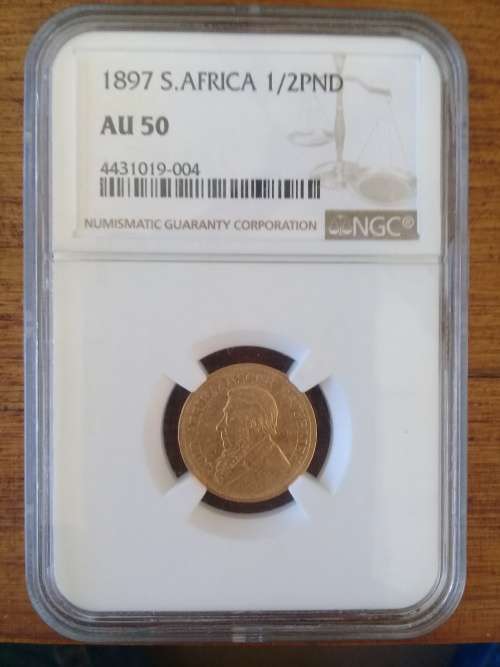 1897 S.AFRICA 1/2PND
AU 50
4431019-004
NUMISMATIC GUARANTY CORPORATION
NGC®